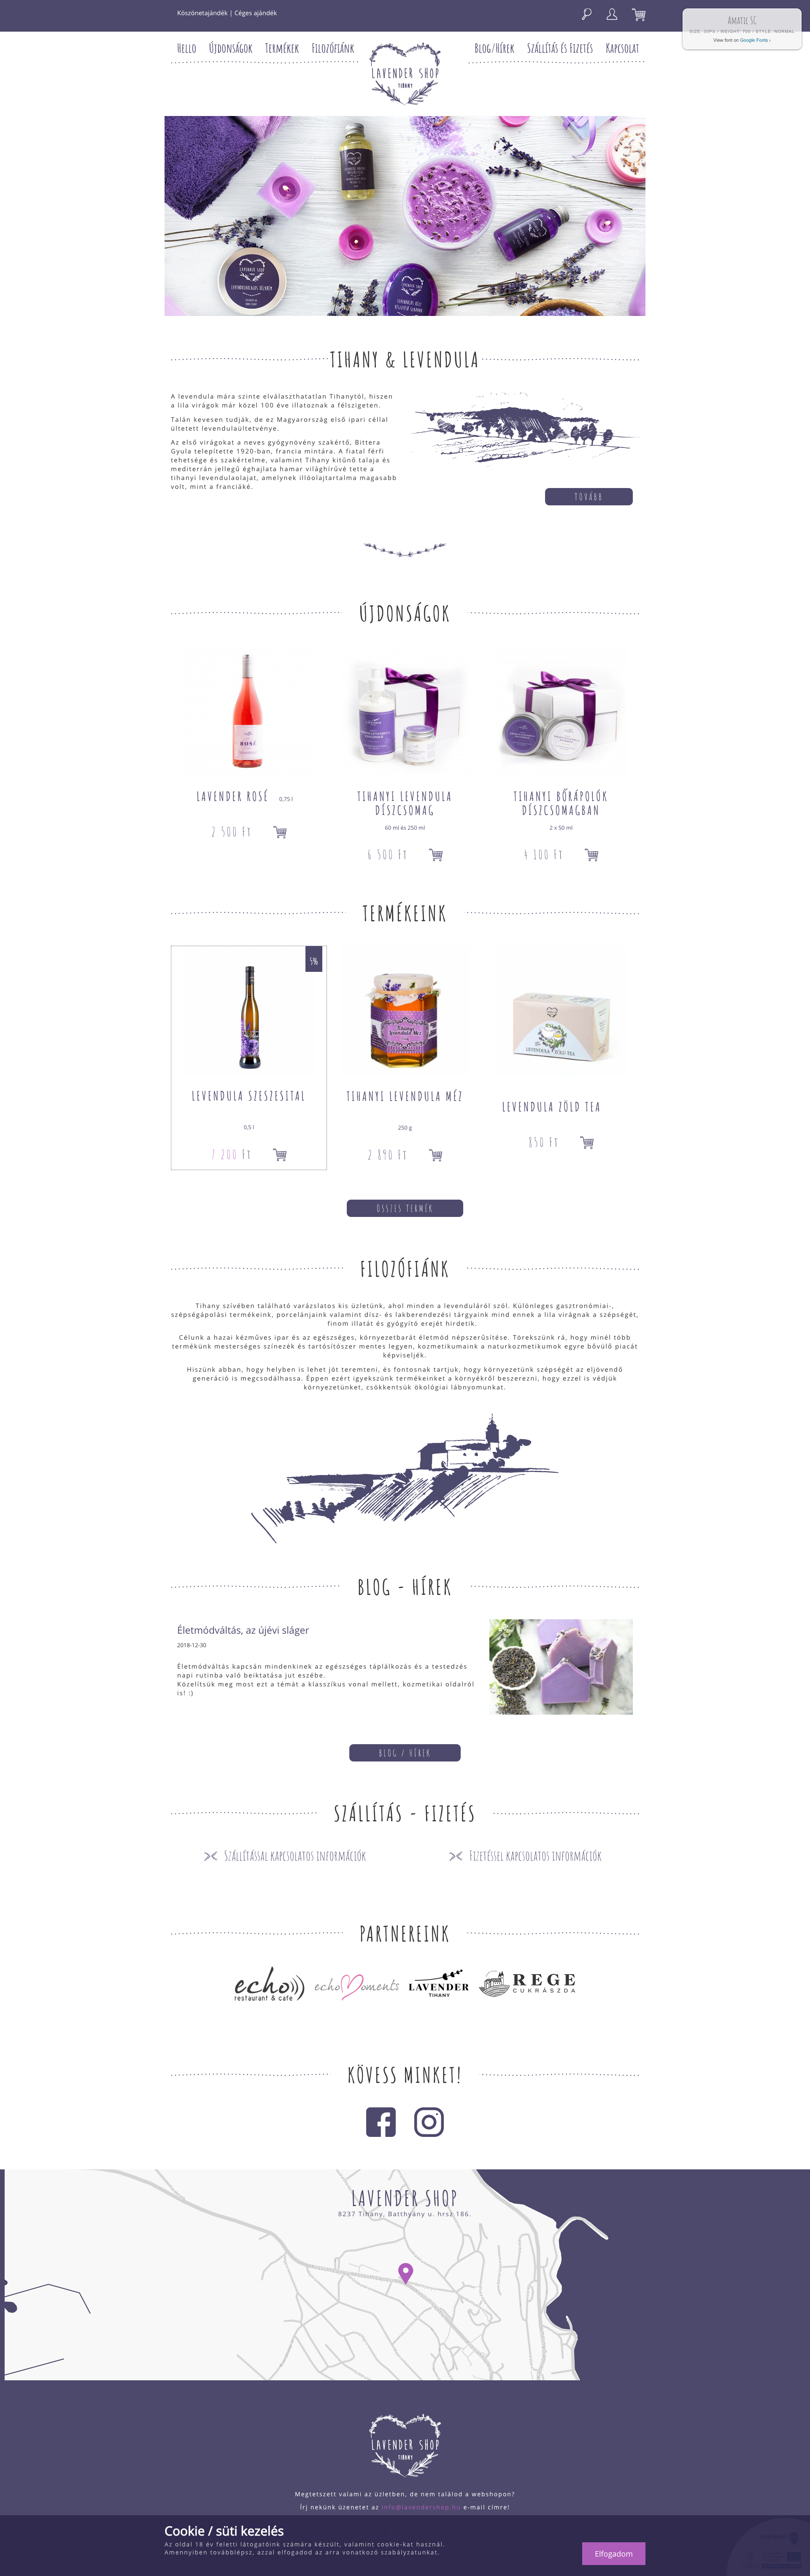 Köszönetajándék | Céges ajándék
Amatic SC
SIZE: 30PX / WEIGHT: 700 / STYLE: NORMAL
View font on Google Fonts ›
Hello Újdonságok Termékek Filozófiánk
LAVENDER SHOP
TIHANY
Blog/Hírek Szállítás és Fizetés Kapcsolat
TIHANY & LEVENDULA
A levendula mára szinte elválaszthatatlan Tihanytól, hiszen
a lila virágok már közel 100 éve illatoznak a félszigeten.
Talán kevesen tudják, de ez Magyarország első ipari céllal
ültetett levendulaültetvénye.
Az első virágokat a neves gyógynövény szakértő, Bittera
Gyula telepítette 1920-ban, francia mintára. A fiatal férfi
tehetsége és szakértelme, valamint Tihany kitűnő talaja és
mediterrán jellegű éghajlata hamar világhírűvé tette a
tihanyi levendulaolajat, amelynek illóolajtartalma magasabb
volt, mint a franciáké.
TOVÁBB
ÚJDONSÁGOK
LAVENDER ROSÉ 0,75 l
2 500 FT
TIHANYI LEVENDULA
DÍSZCSOMAG
60 ml és 250 ml
6 500 FT
TIHANYI BŐRÁPOLÓK
DÍSZCSOMAGBAN
2 x 50 ml
4 100 FT
TERMÉKEINK
5%
LEVENDULA SZESZESITAL
0,5 l
7 200 FT
Tihanyi
Levendula Méz
TIHANYI LEVENDULA MÉZ
250 g
2 890 FT
LEVENDULA ZÖLD TEA
LEVENDULA ZÖLD TEA
850 FT
ÖSSZES TERMÉK
FILOZÓFIÁNK
Tihany szívében található varázslatos kis üzletünk, ahol minden a levenduláról szól. Különleges gasztronómiai-,
szépségápolási termékeink, porcelánjaink valamint dísz- és lakberendezési tárgyaink mind ennek a lila virágnak a szépségét,
finom illatát és gyógyító erejét hirdetik.
Célunk a hazai kézműves ipar és az egészséges, környezetbarát életmód népszerűsítése. Törekszünk rá, hogy minél több
termékünk mesterséges színezék és tartósítószer mentes legyen, kozmetikumaink a naturkozmetikumok egyre bővülő piacát
képviseljék.
Hiszünk abban, hogy helyben is lehet jót teremteni, és fontosnak tartjuk, hogy környezetünk szépségét az eljövendő
generáció is megcsodálhassa. Éppen ezért igyekszünk termékeinket a környékről beszerezni, hogy ezzel is védjük
környezetünket, csökkentsük ökológiai lábnyomunkat.
BLOG - HÍREK
Életmódváltás, az újévi sláger
2018-12-30
Életmódváltás kapcsán mindenkinek az egészséges táplálkozás és a testedzés
napi rutinba való beiktatása jut eszébe.
Közelítsük meg most ezt a témát a klasszikus vonal mellett, kozmetikai oldalról
is! :)
BLOG / HÍREK
SZÁLLÍTÁS - FIZETÉS
Szállítással kapcsolatos információk
Fizetéssel kapcsolatos információk
PARTNEREINK
echo
restaurant & cafe
echo Moments
LAVENDER
TIHANY
REGE
CUKRÁSZDA
KÖVESS MINKET!
LAVENDER SHOP
8237 Tihany, Batthyány u. hrsz 186.
LAVENDER SHOP
TIHANY
Megtetszett valami az üzletben, de nem találod a webshopon?
Írj nekünk üzenetet az info@lavendershop.hu e-mail címre!
Cookie / süti kezelés
Az oldal 18 év feletti látogatóink számára készült, valamint cookie-kat használ.
Amennyiben továbblépsz, azzal elfogadod az arra vonatkozó szabályzatunkat.
Elfogadom